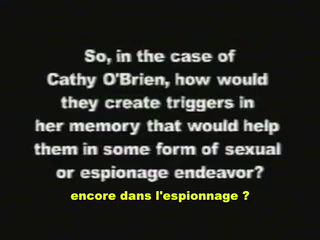 So, in the case of
Cathy O'Brien, how would
they create triggers in
her memory that would help
them in some form of sexual
or espionage endeavor?
encore dans l'espionnage ?